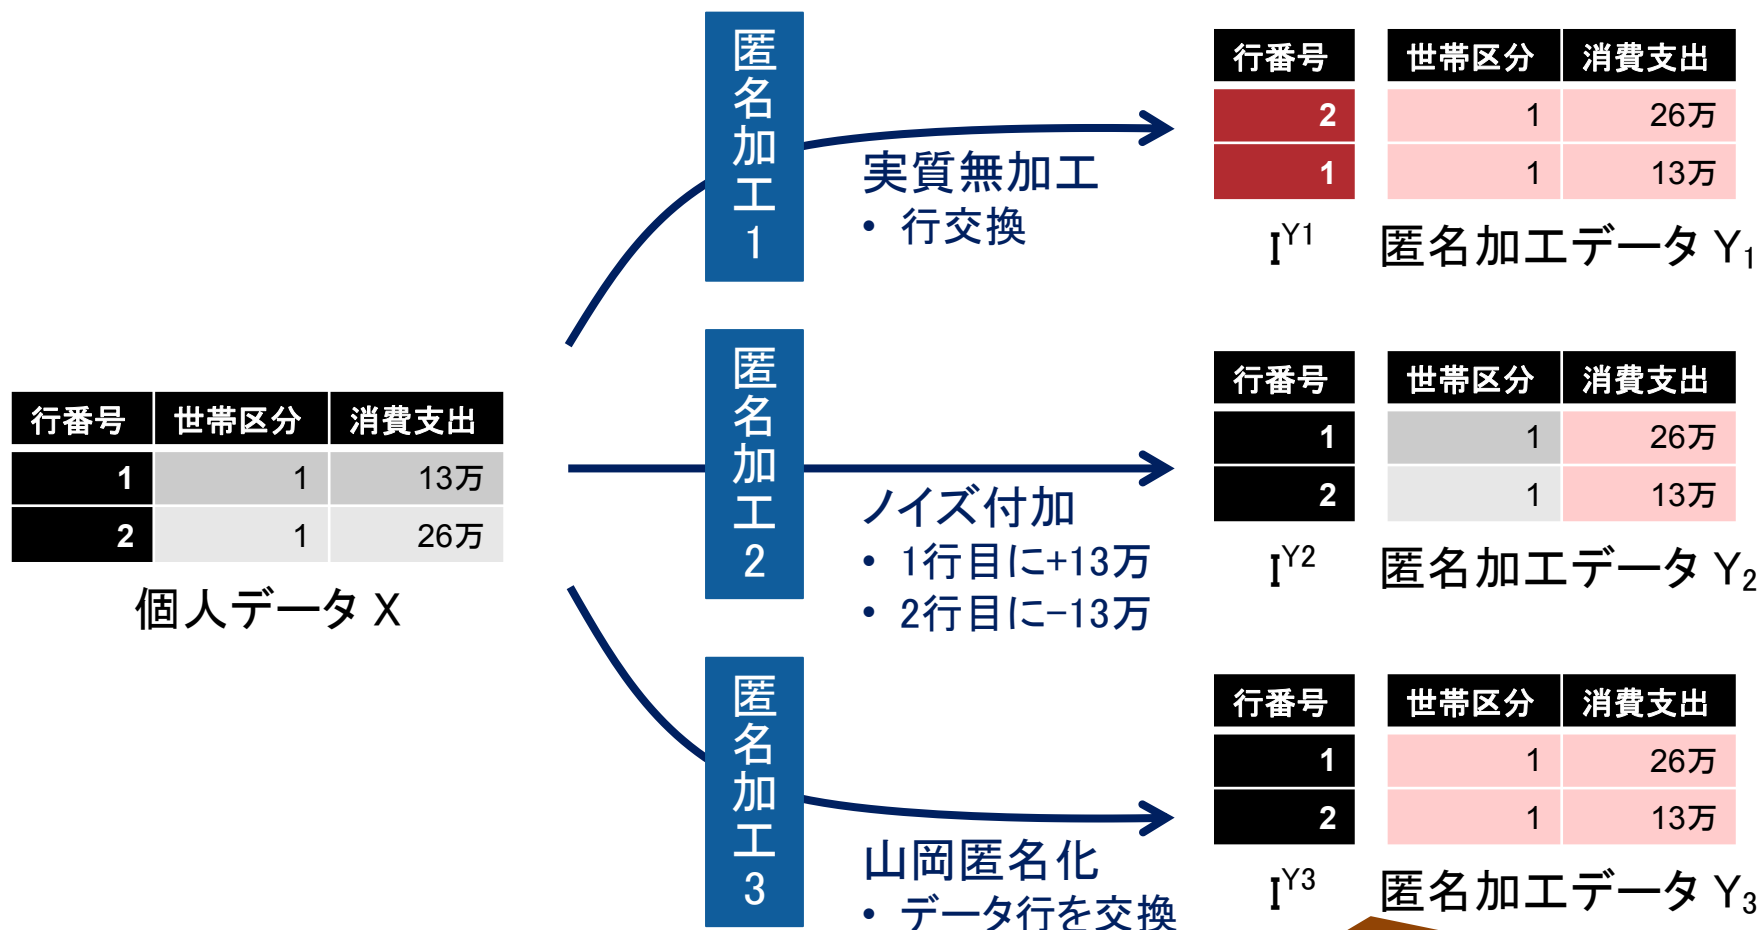 行番号 世帯区分 消費支出
1 1 13万
2 1 26万
個人データ X
匿名加工1
実質無加工
• 行交換
行番号 世帯区分 消費支出
2 1 26万
1 1 13万
I^Y1 匿名加工データ Y₁
匿名加工2
ノイズ付加
• 1行目に+13万
• 2行目に−13万
行番号 世帯区分 消費支出
1 1 26万
2 1 13万
I^Y2 匿名加工データ Y₂
匿名加工3
山岡匿名化
• データ行を交換
行番号 世帯区分 消費支出
1 1 26万
2 1 13万
I^Y3 匿名加工データ Y₃